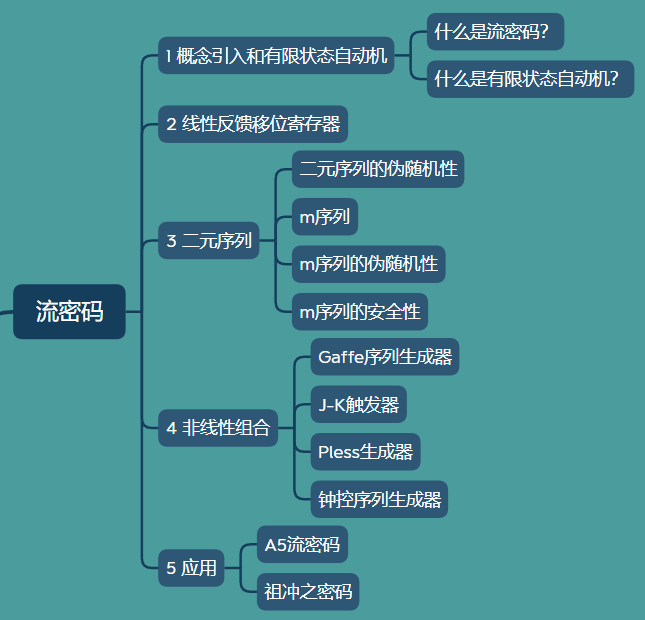 流密码
1 概念引入和有限状态自动机
什么是流密码？
什么是有限状态自动机？
2 线性反馈移位寄存器
3 二元序列
二元序列的伪随机性
m序列
m序列的伪随机性
m序列的安全性
4 非线性组合
Gaffe序列生成器
J-K触发器
Pless生成器
钟控序列生成器
5 应用
A5流密码
祖冲之密码